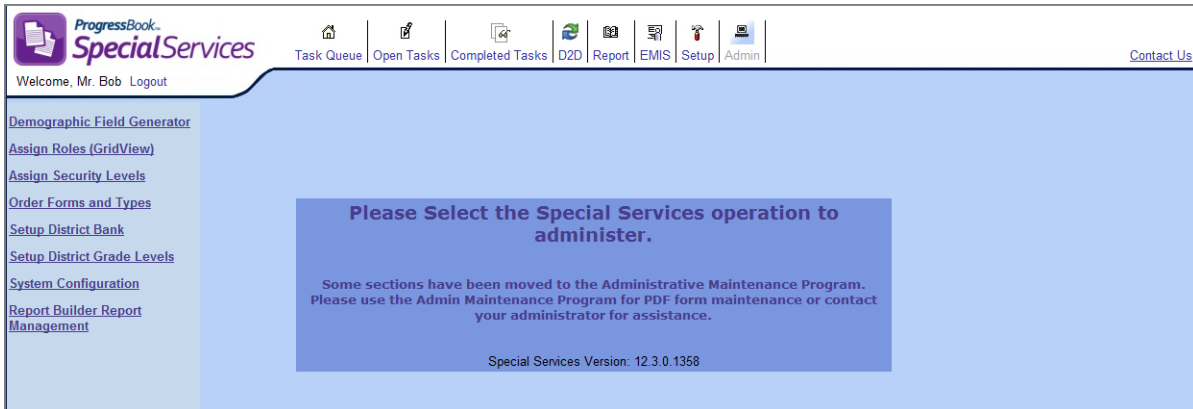 ProgressBook
SpecialServices
Task Queue | Open Tasks | Completed Tasks | D2D | Report | EMIS | Setup | Admin |
Contact Us
Welcome, Mr. Bob Logout
Demographic Field Generator
Assign Roles (GridView)
Assign Security Levels
Order Forms and Types
Setup District Bank
Setup District Grade Levels
System Configuration
Report Builder Report
Management
Please Select the Special Services operation to
administer.
Some sections have been moved to the Administrative Maintenance Program.
Please use the Admin Maintenance Program for PDF form maintenance or contact
your administrator for assistance.
Special Services Version: 12.3.0.1358